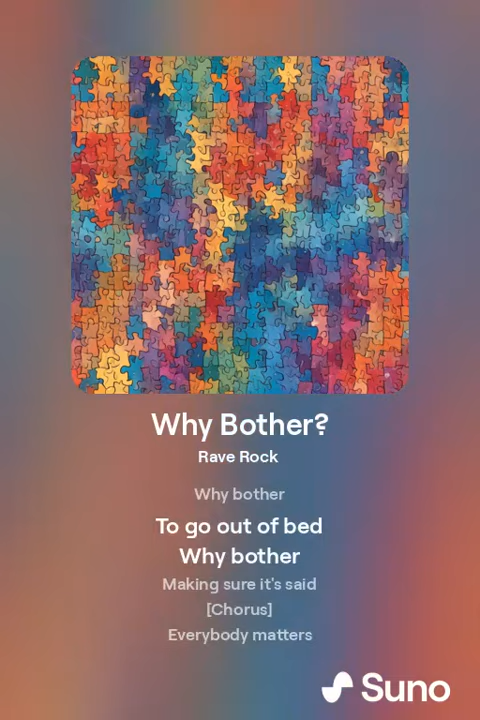 Why Bother?
Rave Rock
Why bother
To go out of bed
Why bother
Making sure it's said
[Chorus]
Everybody matters
Suno